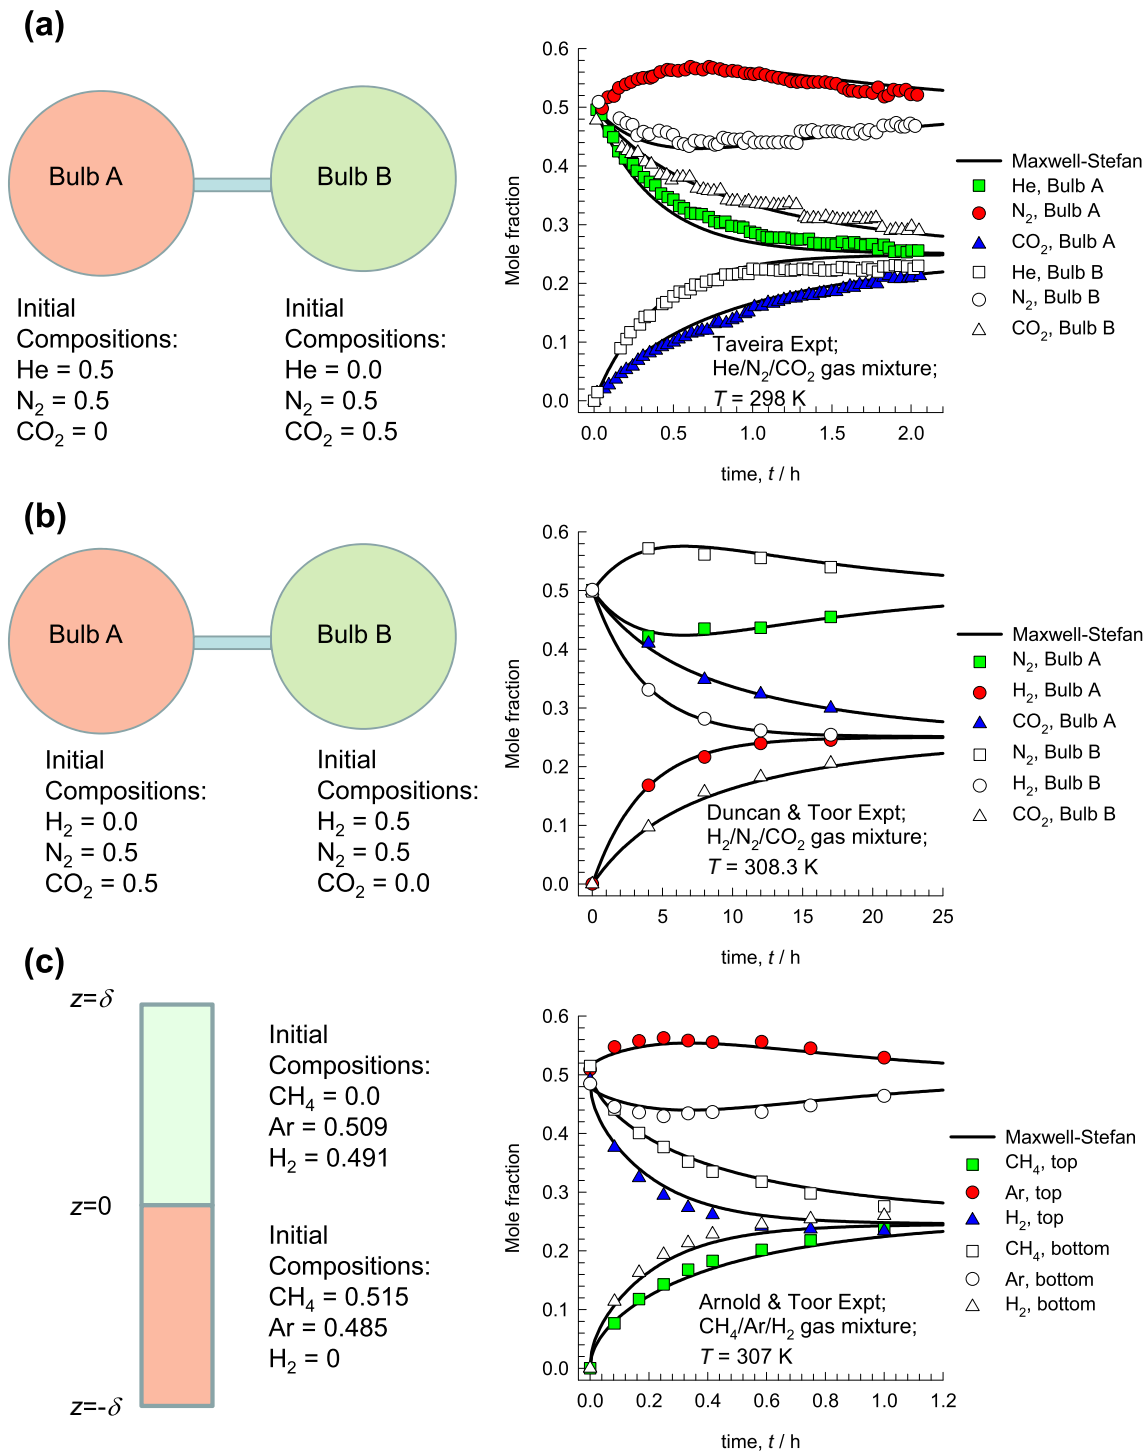 (a)
Bulb A
Bulb B
Initial
Compositions:
He = 0.5
N2 = 0.5
CO2 = 0
Initial
Compositions:
He = 0.0
N2 = 0.5
CO2 = 0.5
Mole fraction
0.6
0.5
0.4
0.3
0.2
0.1
0.0
0.0 0.5 1.0 1.5 2.0
time, t / h
Taveira Expt;
He/N2/CO2 gas mixture;
T = 298 K
Maxwell-Stefan
He, Bulb A
N2, Bulb A
CO2, Bulb A
He, Bulb B
N2, Bulb B
CO2, Bulb B
(b)
Bulb A
Bulb B
Initial
Compositions:
H2 = 0.0
N2 = 0.5
CO2 = 0.5
Initial
Compositions:
H2 = 0.5
N2 = 0.5
CO2 = 0.0
Mole fraction
0.6
0.5
0.4
0.3
0.2
0.1
0.0
0 5 10 15 20 25
time, t / h
Duncan & Toor Expt;
H2/N2/CO2 gas mixture;
T = 308.3 K
Maxwell-Stefan
N2, Bulb A
H2, Bulb A
CO2, Bulb A
N2, Bulb B
H2, Bulb B
CO2, Bulb B
(c)
z=δ
z=0
z=-δ
Initial
Compositions:
CH4 = 0.0
Ar = 0.509
H2 = 0.491
Initial
Compositions:
CH4 = 0.515
Ar = 0.485
H2 = 0
Mole fraction
0.6
0.5
0.4
0.3
0.2
0.1
0.0
0.0 0.2 0.4 0.6 0.8 1.0 1.2
time, t / h
Arnold & Toor Expt;
CH4/Ar/H2 gas mixture;
T = 307 K
Maxwell-Stefan
CH4, top
Ar, top
H2, top
CH4, bottom
Ar, bottom
H2, bottom